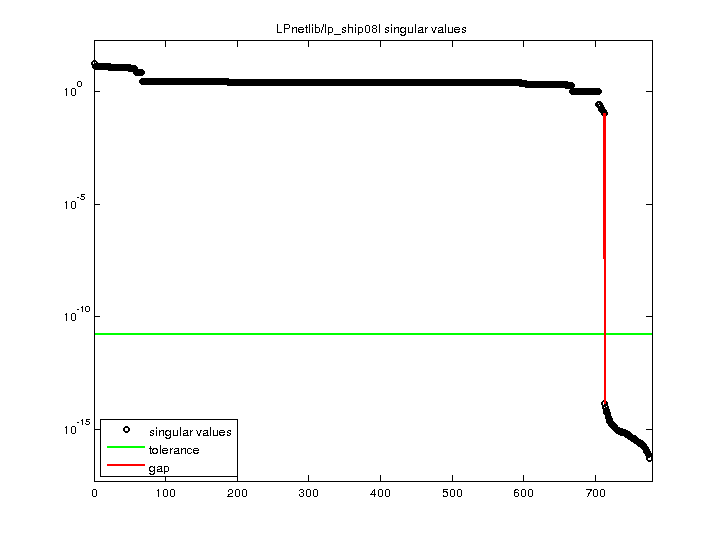 LPnetlib/lp_ship08l singular values
10^0
10^-5
10^-10
10^-15
singular values
tolerance
gap
0 100 200 300 400 500 600 700